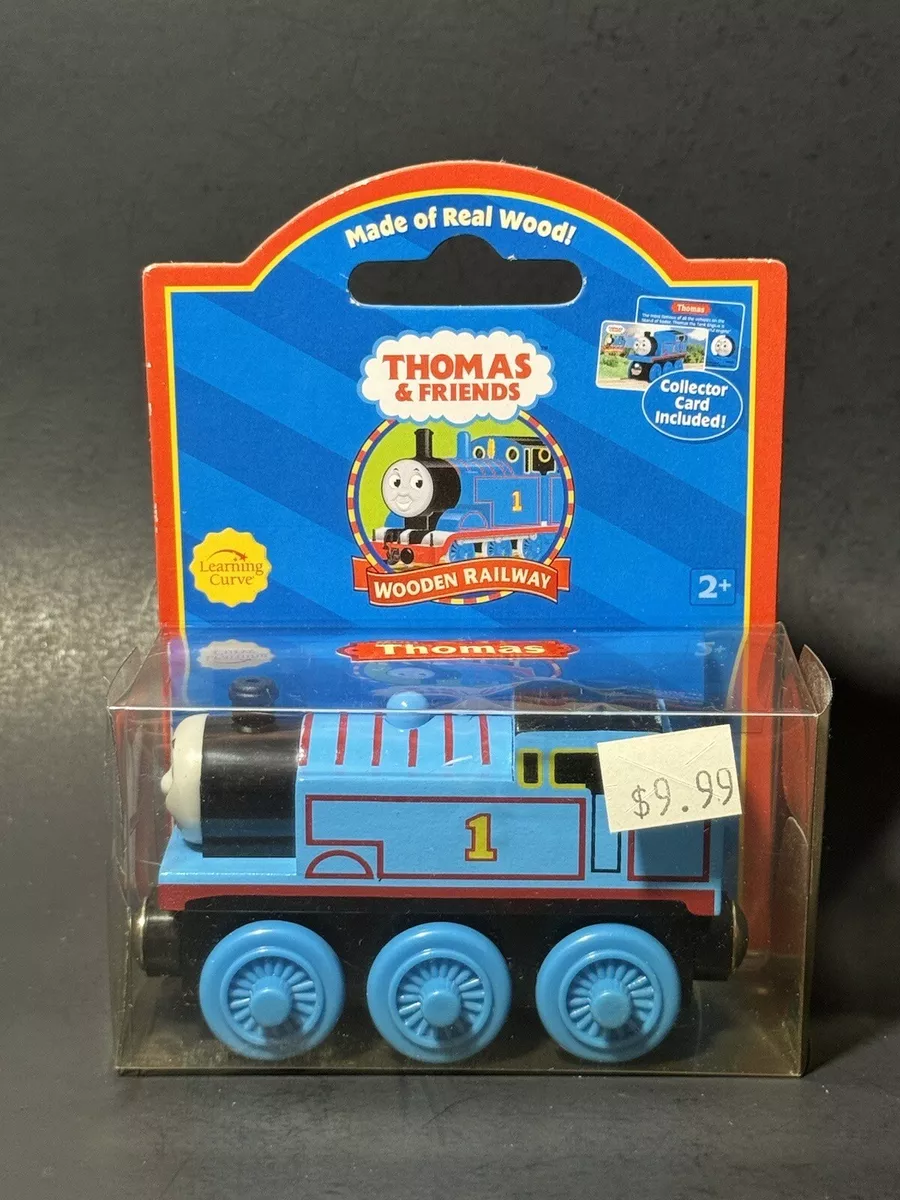 Made of Real Wood!
THOMAS
& FRIENDS
Thomas
Collector
Card
Included!
1
WOODEN RAILWAY
Learning
Curve
2+
Thomas
$9.99
1